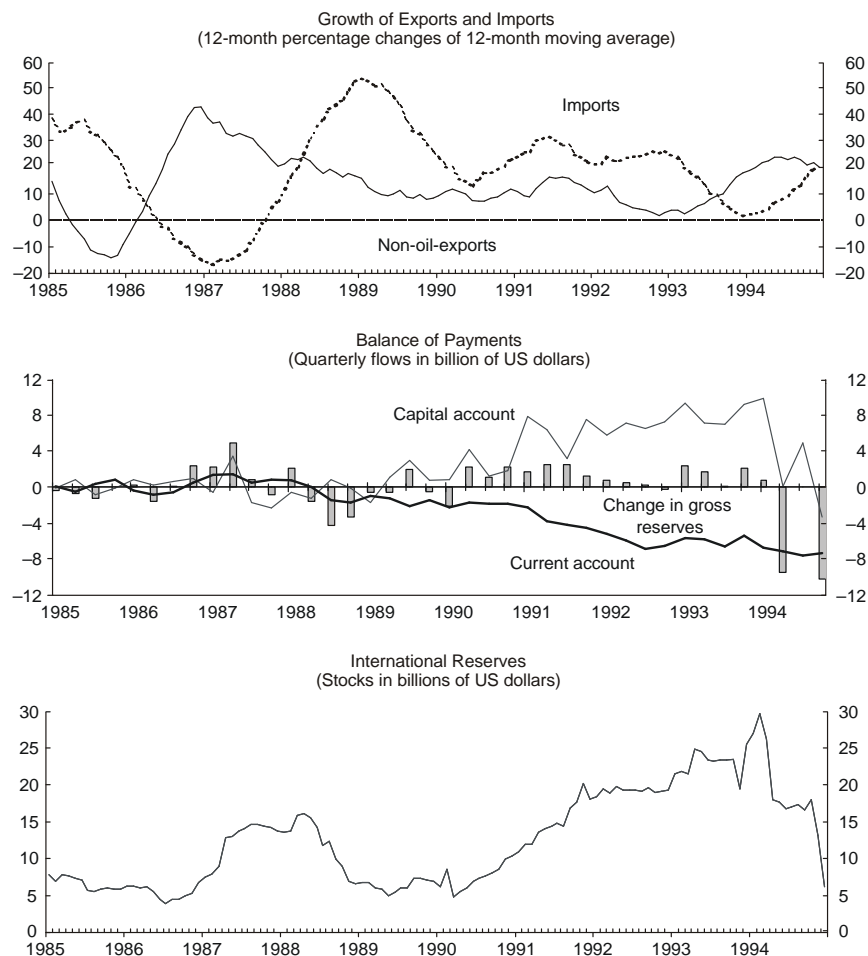 Growth of Exports and Imports
(12-month percentage changes of 12-month moving average)
60 60
50 50
40 Imports 40
30 30
20 20
10 10
0 0
–10 Non-oil-exports –10
–20 –20
1985 1986 1987 1988 1989 1990 1991 1992 1993 1994
Balance of Payments
(Quarterly flows in billion of US dollars)
12 12
8 Capital account 8
4 4
0 0
Change in gross
–4 reserves –4
–8 Current account –8
–12 –12
1985 1986 1987 1988 1989 1990 1991 1992 1993 1994
International Reserves
(Stocks in billions of US dollars)
30 30
25 25
20 20
15 15
10 10
5 5
0 0
1985 1986 1987 1988 1989 1990 1991 1992 1993 1994